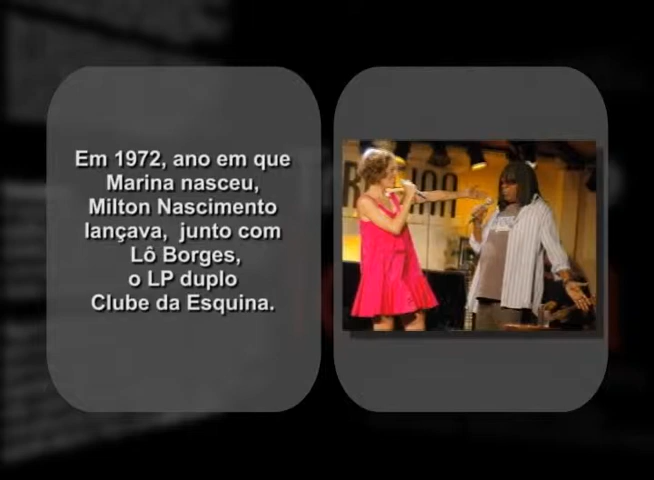 Em 1972, ano em que
Marina nasceu,
Milton Nascimento
lançava, junto com
Lô Borges,
o LP duplo
Clube da Esquina.